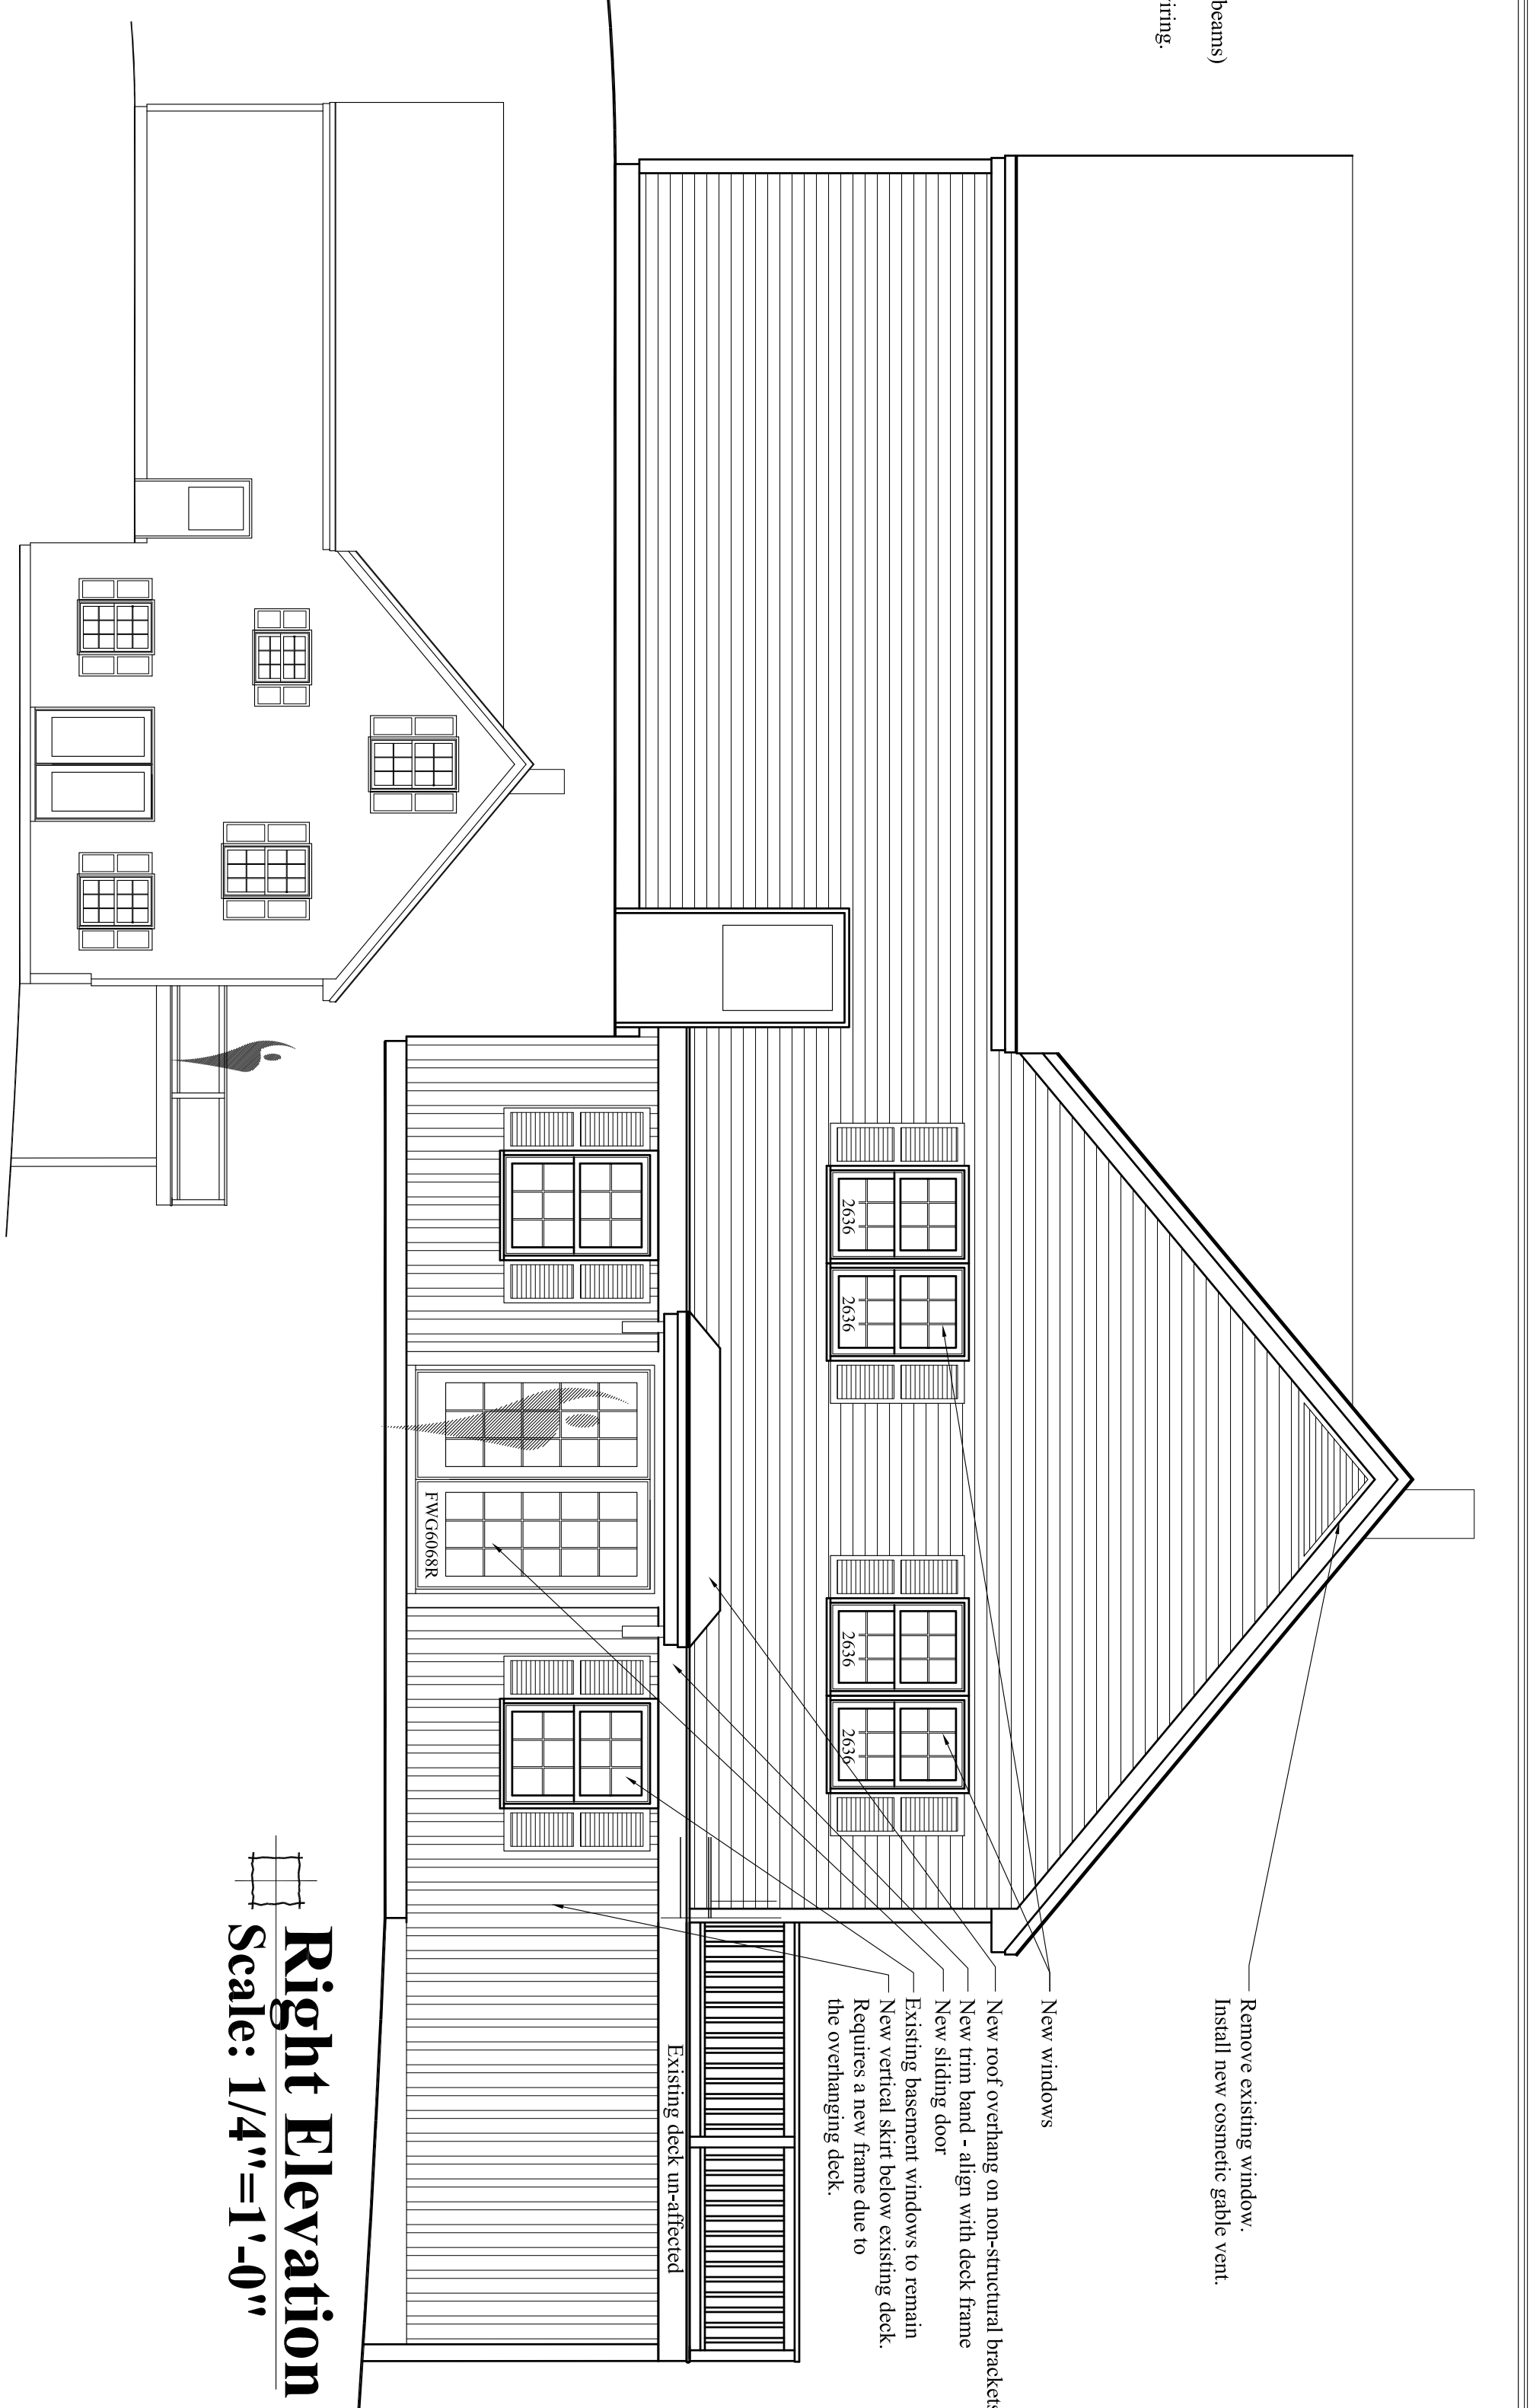 beams)
Remove existing window.
Install new cosmetic gable vent.
New windows
New roof overhang on non-structural brackets
New trim band - align with deck frame
New sliding door
Existing basement windows to remain
New vertical skirt below existing deck.
Requires a new frame due to
the overhanging deck.
2636
2636
2636
2636
Existing deck un-affected
FWG6068R
Right Elevation
Scale: 1/4"=1'-0"